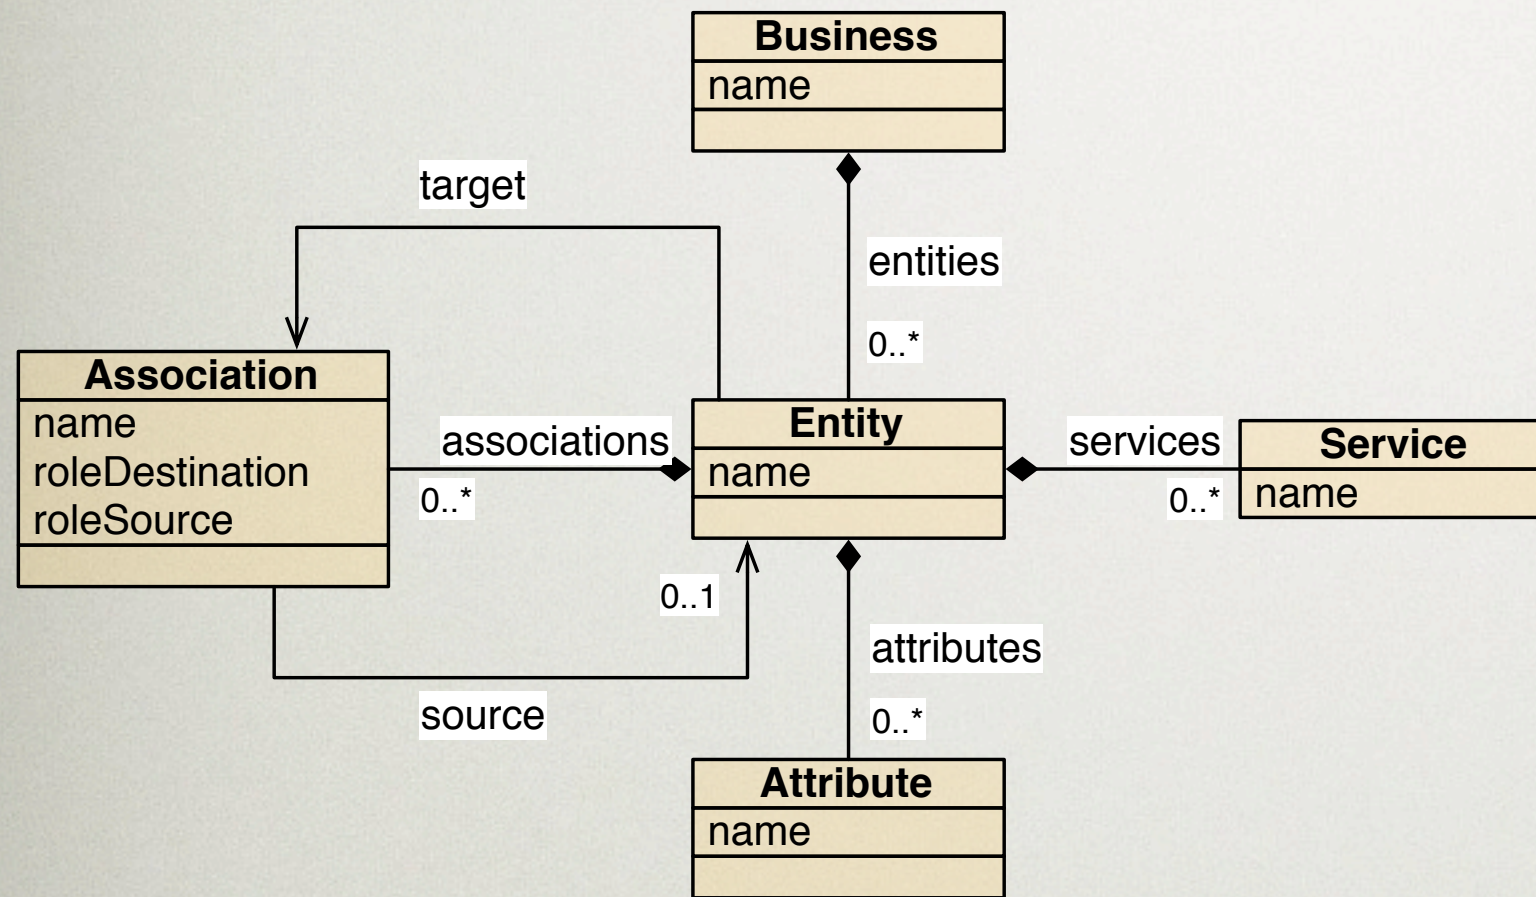 Business
name
target
entities
0..*
Association
name
roleDestination
roleSource
associations
0..*
Entity
name
services
0..*
Service
name
0..1
source
attributes
0..*
Attribute
name